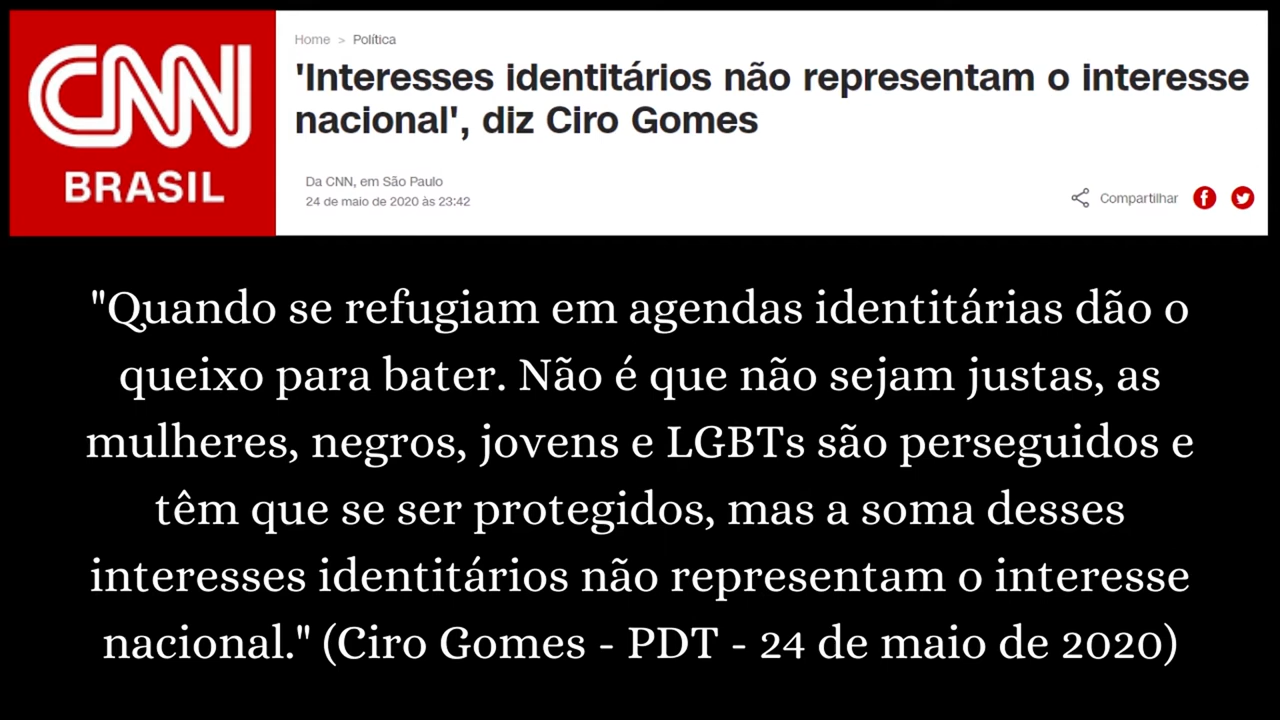 CNN
BRASIL
Home > Política
'Interesses identitários não representam o interesse
nacional', diz Ciro Gomes
Da CNN, em São Paulo
24 de maio de 2020 às 23:42
Compartilhar
"Quando se refugiam em agendas identitárias dão o
queixo para bater. Não é que não sejam justas, as
mulheres, negros, jovens e LGBTs são perseguidos e
têm que se ser protegidos, mas a soma desses
interesses identitários não representam o interesse
nacional." (Ciro Gomes - PDT - 24 de maio de 2020)